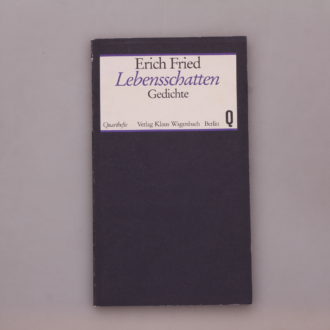 Erich Fried
Lebensschatten
Gedichte
Quarthefte Verlag Klaus Wagenbach Berlin Q